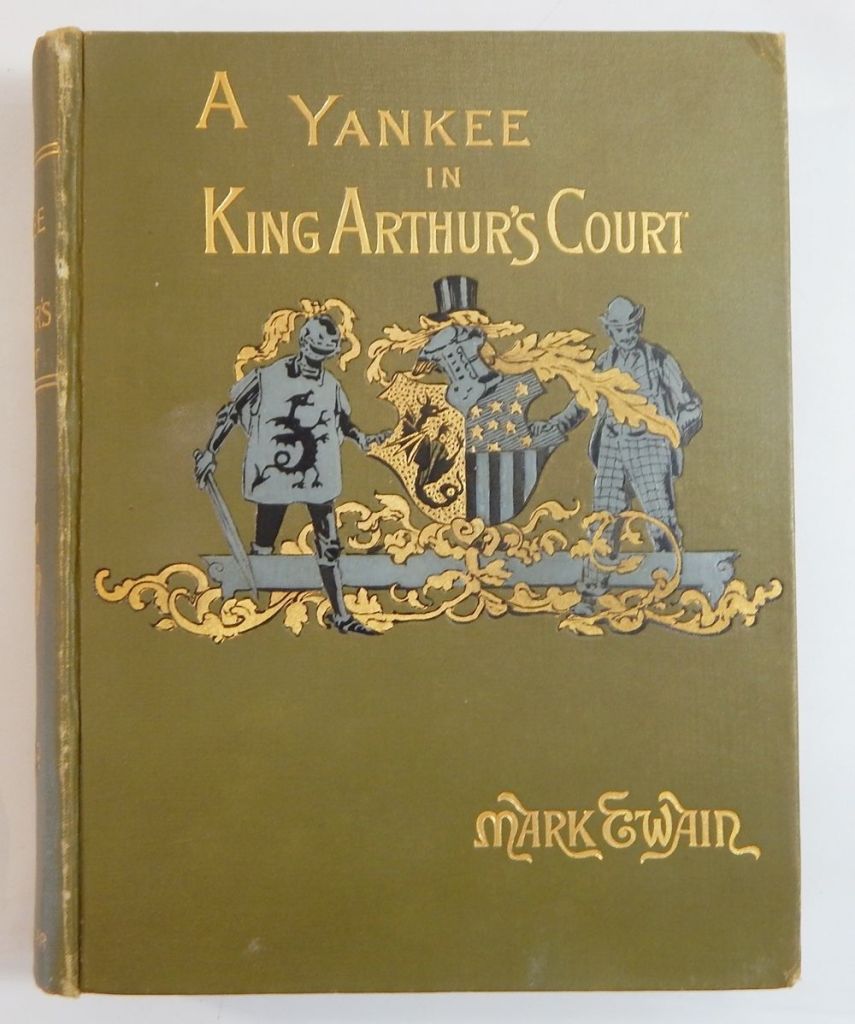 A YANKEE
IN
KING ARTHUR'S COURT
MARK TWAIN